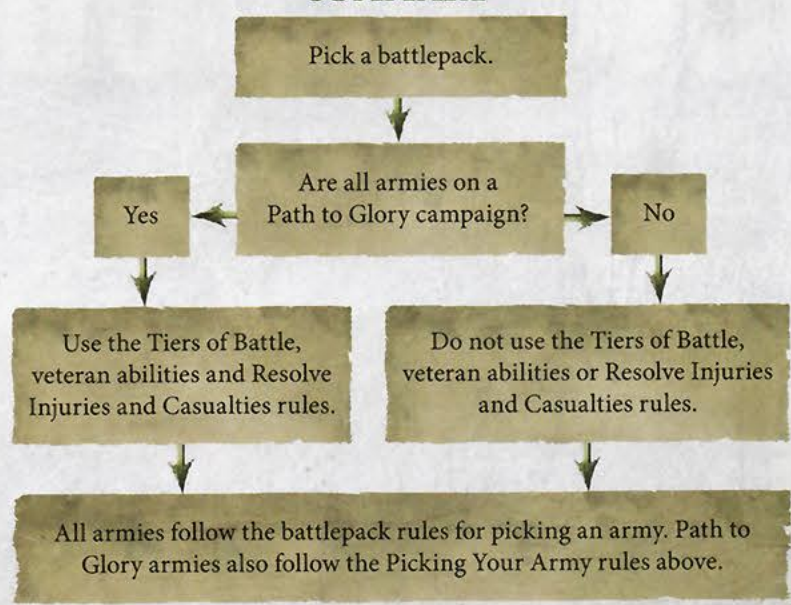 Pick a battlepack.
Are all armies on a
Path to Glory campaign?
Yes
No
Use the Tiers of Battle,
veteran abilities and Resolve
Injuries and Casualties rules.
Do not use the Tiers of Battle,
veteran abilities or Resolve Injuries
and Casualties rules.
All armies follow the battlepack rules for picking an army. Path to
Glory armies also follow the Picking Your Army rules above.